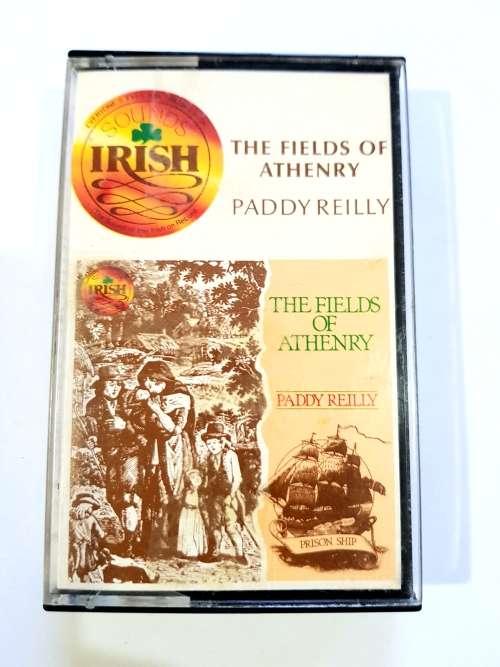 SOUNDS
IRISH
THE FIELDS OF
ATHENRY
PADDY REILLY
IRISH
THE FIELDS
OF
ATHENRY
PADDY REILLY
PRISON SHIP